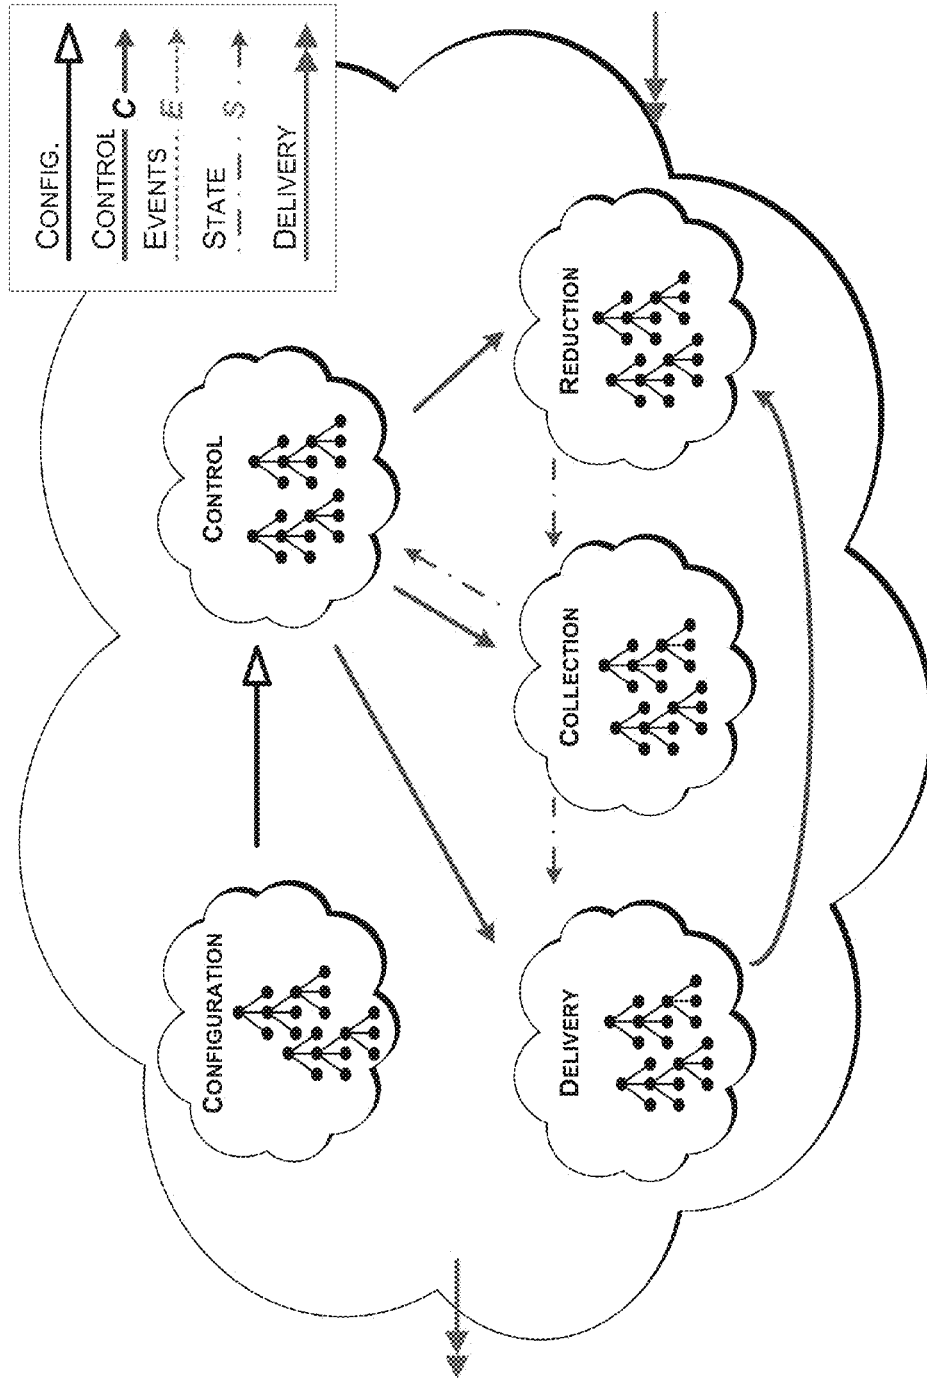 CONFIG.
CONTROL
C
EVENTS
E
STATE
S
DELIVERY
CONFIGURATION
CONTROL
DELIVERY
COLLECTION
REDUCTION